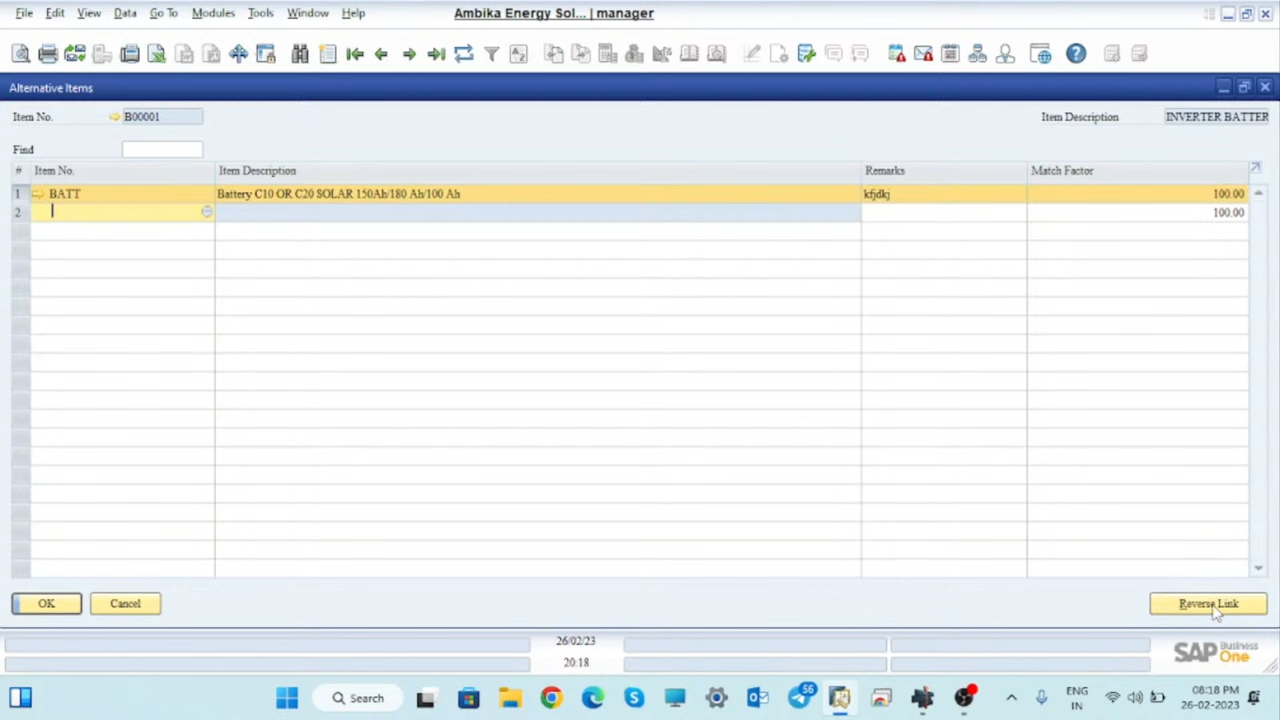 File Edit View Data Go To Modules Tools Window Help Ambika Energy Sol... | manager
Alternative Items
Item No. B00001 Item Description INVERTER BATTER
Find
# Item No. Item Description Remarks Match Factor
1 BATT Battery C10 OR C20 SOLAR 150Ah/180 Ah/100 Ah kfjdkj 100.00
2 100.00
OK Cancel Reverse Link
26/02/23
20:18
SAP Business One
Search 56 ENG IN 08:18 PM 26-02-2023